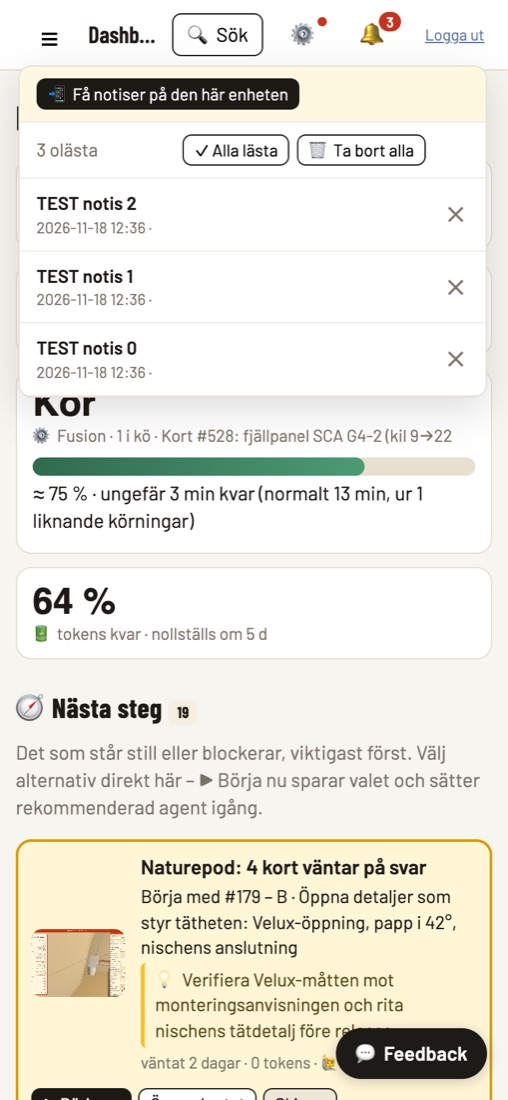 ☰ Dashb... 🔍 Sök ⚙️ 🔔 3 Logga ut
📲 Få notiser på den här enheten
3 olästa ✓ Alla lästa 🗑️ Ta bort alla
TEST notis 2
2026-11-18 12:36 · ✕
TEST notis 1
2026-11-18 12:36 · ✕
TEST notis 0
2026-11-18 12:36 · ✕
Kör
⚙️ Fusion · 1 i kö · Kort #528: fjällpanel SCA G4-2 (kil 9→22
≈ 75 % · ungefär 3 min kvar (normalt 13 min, ur 1
liknande körningar)
64 %
🔋 tokens kvar · nollställs om 5 d
🧭 Nästa steg 19
Det som står still eller blockerar, viktigast först. Välj
alternativ direkt här – ▶ Börja nu sparar valet och sätter
rekommenderad agent igång.
Naturepod: 4 kort väntar på svar
Börja med #179 – B · Öppna detaljer som
styr tätheten: Velux-öppning, papp i 42°,
nischens anslutning
💡 Verifiera Velux-måtten mot
monteringsanvisningen och rita
nischens tätdetalj före
väntat 2 dagar · 0 tokens ·
💬 Feedback